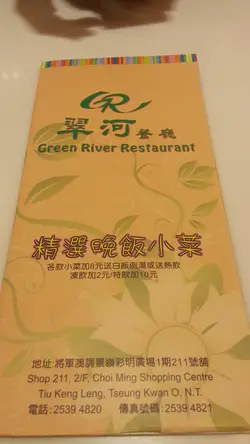 翠河餐廳
Green River Restaurant
精選晚飯小菜
各款小菜加8元送白飯例湯或送熱飲
凍飲加2元/特飲加10元
地址:將軍澳調景嶺彩明廣場1期211號舖
Shop 211, 2/F, Choi Ming Shopping Centre
Tiu Keng Leng, Tseung Kwan O, N.T.
電話:2539 4820 傳真號碼:2539 4821